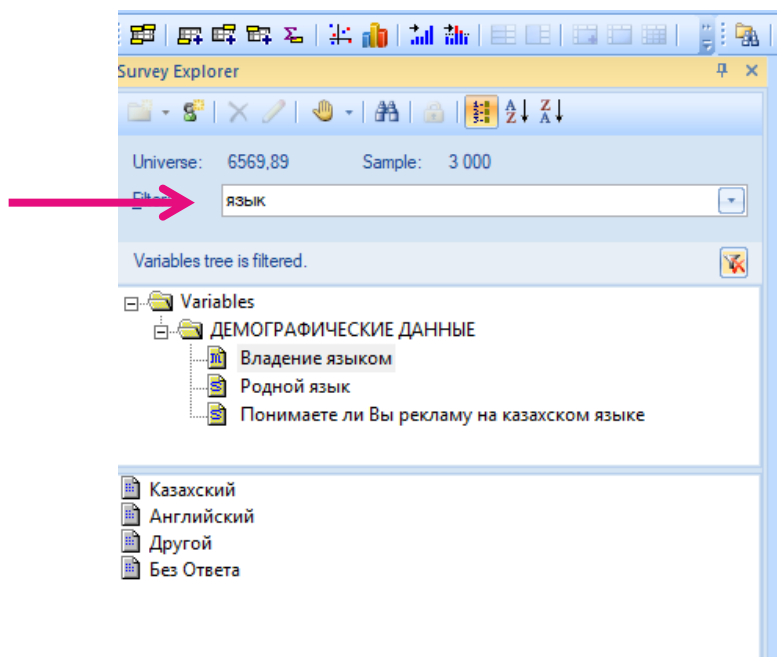 Survey Explorer
Universe: 6569,89 Sample: 3 000
язык
Variables tree is filtered.
Variables
ДЕМОГРАФИЧЕСКИЕ ДАННЫЕ
Владение языком
Родной язык
Понимаете ли Вы рекламу на казахском языке
Казахский
Английский
Другой
Без Ответа